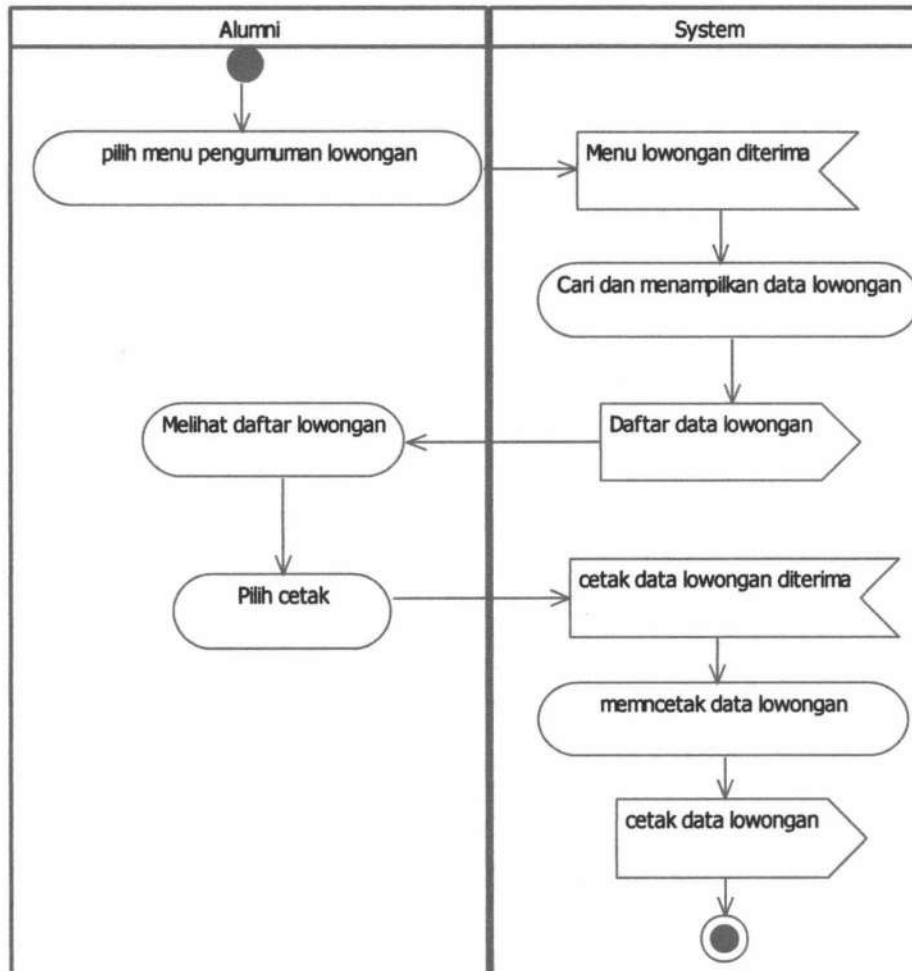 Alumni
System
pilih menu pengumuman lowongan
Menu lowongan diterima
Cari dan menampilkan data lowongan
Daftar data lowongan
Melihat daftar lowongan
Pilih cetak
cetak data lowongan diterima
memncetak data lowongan
cetak data lowongan